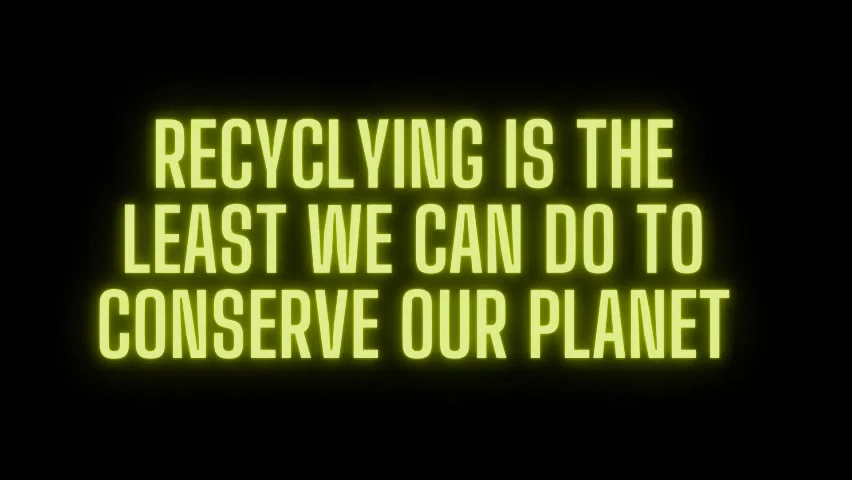 RECYCLYING IS THE
LEAST WE CAN DO TO
CONSERVE OUR PLANET